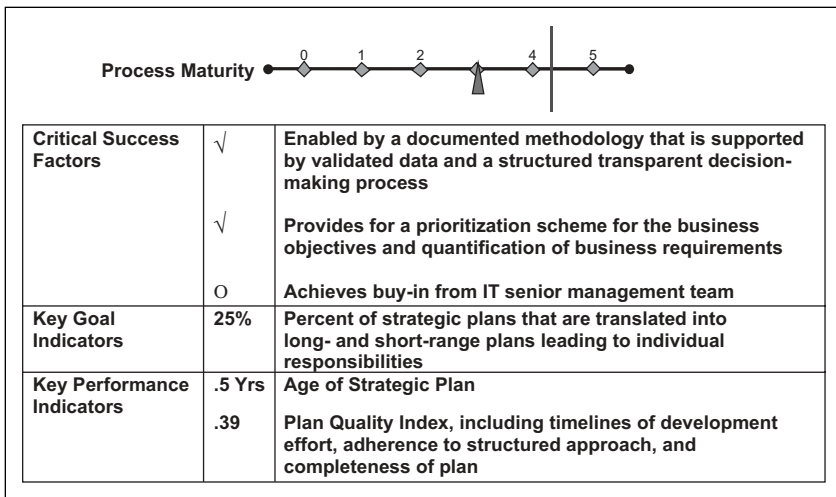 0 1 2 4 5
Process Maturity
Critical Success √ Enabled by a documented methodology that is supported
Factors by validated data and a structured transparent decision-
making process
√ Provides for a prioritization scheme for the business
objectives and quantification of business requirements
O Achieves buy-in from IT senior management team
Key Goal 25% Percent of strategic plans that are translated into
Indicators long- and short-range plans leading to individual
responsibilities
Key Performance .5 Yrs Age of Strategic Plan
Indicators
.39 Plan Quality Index, including timelines of development
effort, adherence to structured approach, and
completeness of plan